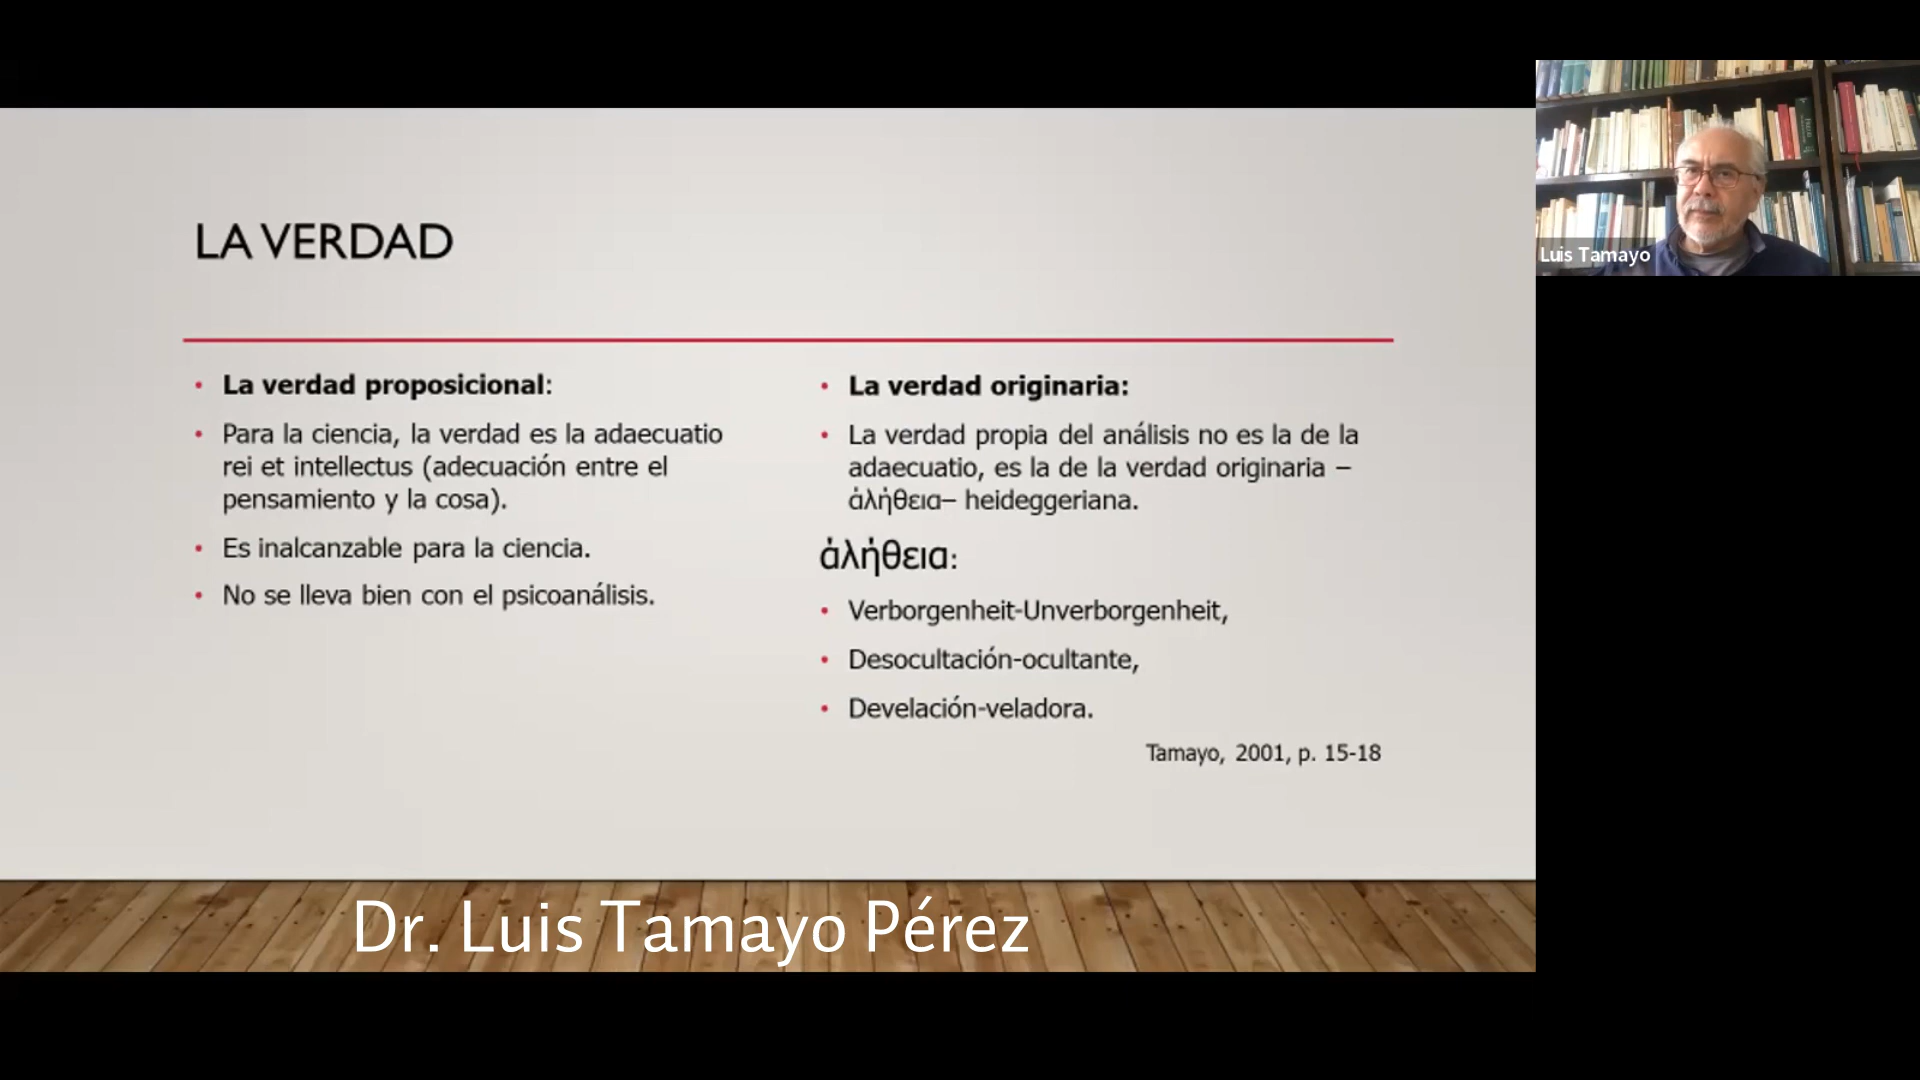 LA VERDAD
• La verdad proposicional:
• Para la ciencia, la verdad es la adaecuatio
rei et intellectus (adecuación entre el
pensamiento y la cosa).
• Es inalcanzable para la ciencia.
• No se lleva bien con el psicoanálisis.
• La verdad originaria:
• La verdad propia del análisis no es la de la
adaecuatio, es la de la verdad originaria –
ἀλήθεια– heideggeriana.
ἀλήθεια:
• Verborgenheit-Unverborgenheit,
• Desocultación-ocultante,
• Develación-veladora.
Tamayo, 2001, p. 15-18
Dr. Luis Tamayo Pérez
Luis Tamayo